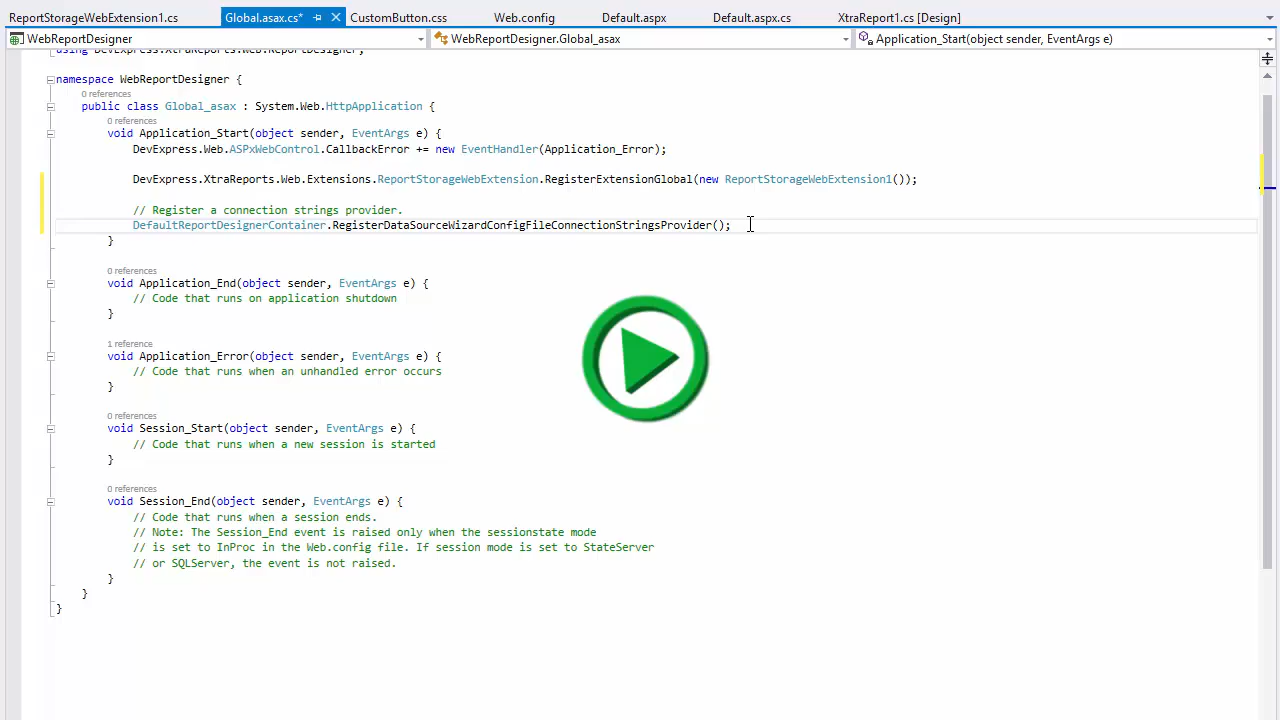 ReportStorageWebExtension1.cs Global.asax.cs* CustomButton.css Web.config Default.aspx Default.aspx.cs XtraReport1.cs [Design]
WebReportDesigner WebReportDesigner.Global_asax Application_Start(object sender, EventArgs e)
using DevExpress.XtraReports.Web.ReportDesigner;
namespace WebReportDesigner {
0 references
public class Global_asax : System.Web.HttpApplication {
0 references
void Application_Start(object sender, EventArgs e) {
DevExpress.Web.ASPxWebControl.CallbackError += new EventHandler(Application_Error);
DevExpress.XtraReports.Web.Extensions.ReportStorageWebExtension.RegisterExtensionGlobal(new ReportStorageWebExtension1());
// Register a connection strings provider.
DefaultReportDesignerContainer.RegisterDataSourceWizardConfigFileConnectionStringsProvider();
}
0 references
void Application_End(object sender, EventArgs e) {
// Code that runs on application shutdown
}
1 reference
void Application_Error(object sender, EventArgs e) {
// Code that runs when an unhandled error occurs
}
0 references
void Session_Start(object sender, EventArgs e) {
// Code that runs when a new session is started
}
0 references
void Session_End(object sender, EventArgs e) {
// Code that runs when a session ends.
// Note: The Session_End event is raised only when the sessionstate mode
// is set to InProc in the Web.config file. If session mode is set to StateServer
// or SQLServer, the event is not raised.
}
}
}